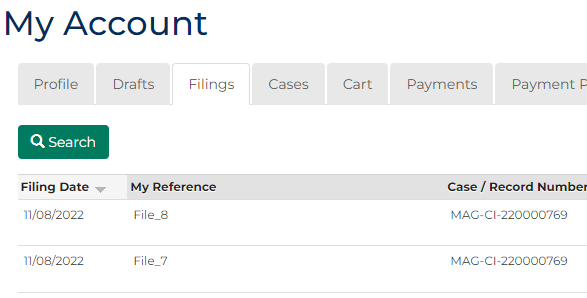 My Account
Profile Drafts Filings Cases Cart Payments Payment P
Search
Filing Date My Reference Case / Record Number
11/08/2022 File_8 MAG-CI-220000769
11/08/2022 File_7 MAG-CI-220000769